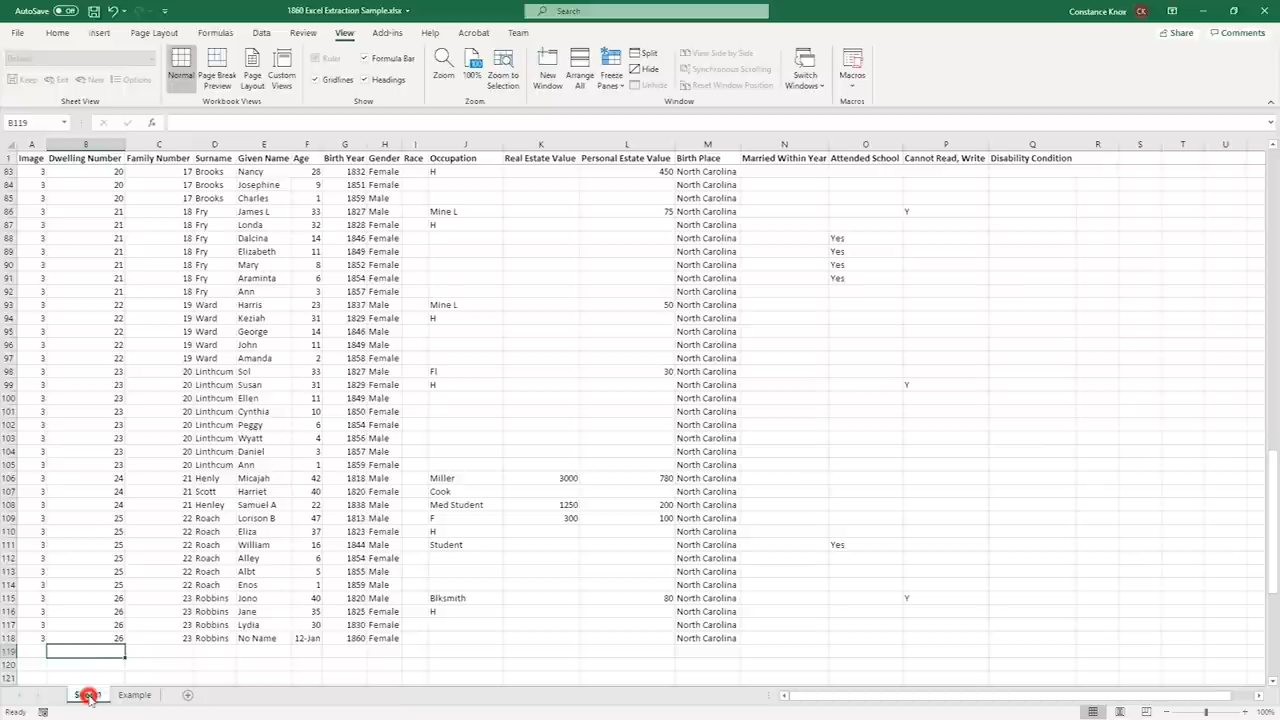 AutoSave Off 1860 Excel Extraction Sample.xlsx Search Constance Knox CK
File Home Insert Page Layout Formulas Data Review View Add-ins Help Acrobat Team Share Comments
Default
Keep Exit New Options
Sheet View
Normal Page Break Preview Page Layout Custom Views
Workbook Views
Ruler Formula Bar
Gridlines Headings
Show
Zoom 100% Zoom to Selection
Zoom
New Window Arrange All Freeze Panes
Split View Side by Side
Hide Synchronous Scrolling
Unhide Reset Window Position
Switch Windows
Window
Macros
Macros
B119 fx
A B C D E F G H I J K L M N O P Q R S T U
1 Image Dwelling Number Family Number Surname Given Name Age Birth Year Gender Race Occupation Real Estate Value Personal Estate Value Birth Place Married Within Year Attended School Cannot Read, Write Disability Condition
83 3 20 17 Brooks Nancy 28 1832 Female H 450 North Carolina
84 3 20 17 Brooks Josephine 9 1851 Female North Carolina
85 3 20 17 Brooks Charles 1 1859 Male North Carolina
86 3 21 18 Fry James L 33 1827 Male Mine L 75 North Carolina Y
87 3 21 18 Fry Londa 32 1828 Female H North Carolina
88 3 21 18 Fry Dalcina 14 1846 Female North Carolina Yes
89 3 21 18 Fry Elizabeth 11 1849 Female North Carolina Yes
90 3 21 18 Fry Mary 8 1852 Female North Carolina Yes
91 3 21 18 Fry Araminta 6 1854 Female North Carolina Yes
92 3 21 18 Fry Ann 3 1857 Female North Carolina
93 3 22 19 Ward Harris 23 1837 Male Mine L 50 North Carolina
94 3 22 19 Ward Keziah 31 1829 Female H North Carolina
95 3 22 19 Ward George 14 1846 Male North Carolina
96 3 22 19 Ward John 11 1849 Male North Carolina
97 3 22 19 Ward Amanda 2 1858 Female North Carolina
98 3 23 20 Linthcum Sol 33 1827 Male Fl 30 North Carolina
99 3 23 20 Linthcum Susan 31 1829 Female H North Carolina Y
100 3 23 20 Linthcum Ellen 11 1849 Male North Carolina
101 3 23 20 Linthcum Cynthia 10 1850 Female North Carolina
102 3 23 20 Linthcum Peggy 6 1854 Female North Carolina
103 3 23 20 Linthcum Wyatt 4 1856 Male North Carolina
104 3 23 20 Linthcum Daniel 3 1857 Male North Carolina
105 3 23 20 Linthcum Ann 1 1859 Female North Carolina
106 3 24 21 Henly Micajah 42 1818 Male Miller 3000 780 North Carolina
107 3 24 21 Scott Harriet 40 1820 Female Cook North Carolina
108 3 24 21 Henley Samuel A 22 1838 Male Med Student 1250 200 North Carolina
109 3 25 22 Roach Lorison B 47 1813 Male F 300 100 North Carolina
110 3 25 22 Roach Eliza 37 1823 Female H North Carolina
111 3 25 22 Roach William 16 1844 Male Student North Carolina Yes
112 3 25 22 Roach Alley 6 1854 Female North Carolina
113 3 25 22 Roach Albt 5 1855 Male North Carolina
114 3 25 22 Roach Enos 1 1859 Male North Carolina
115 3 26 23 Robbins Jono 40 1820 Male Blksmith 80 North Carolina Y
116 3 26 23 Robbins Jane 35 1825 Female H North Carolina
117 3 26 23 Robbins Lydia 30 1830 Female North Carolina
118 3 26 23 Robbins No Name 12-Jan 1860 Female North Carolina
119
120
121
Example
Ready 100%